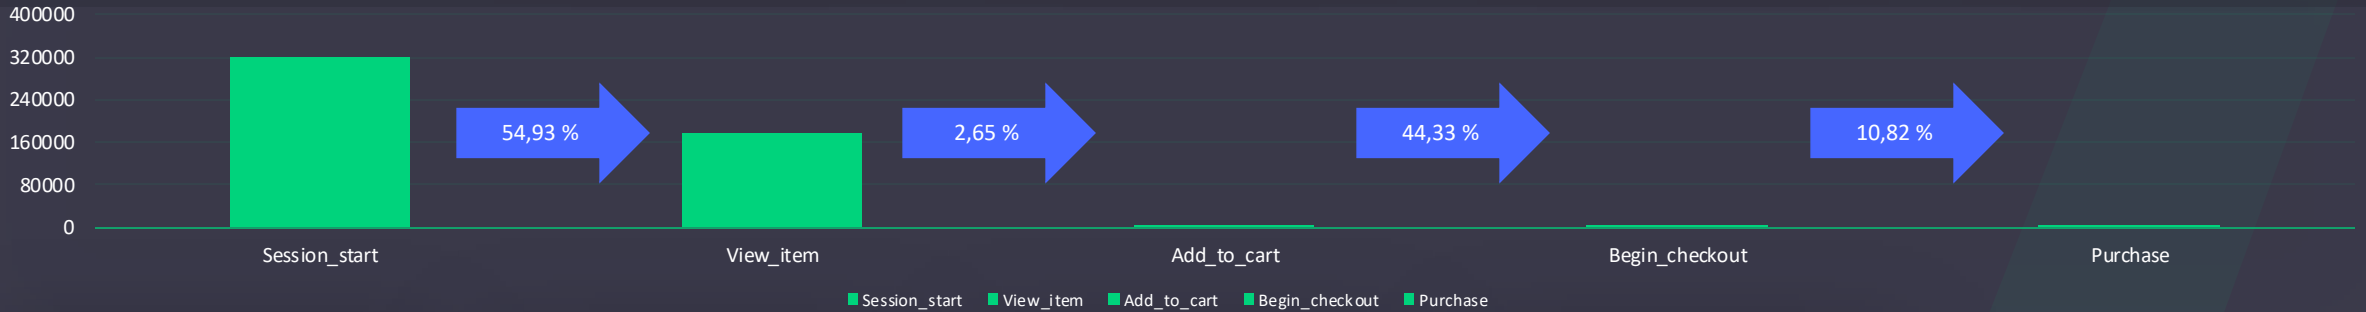 400000
320000
240000
160000
80000
0
54,93 %
2,65 %
44,33 %
10,82 %
Session_start
View_item
Add_to_cart
Begin_checkout
Purchase
Session_start View_item Add_to_cart Begin_checkout Purchase